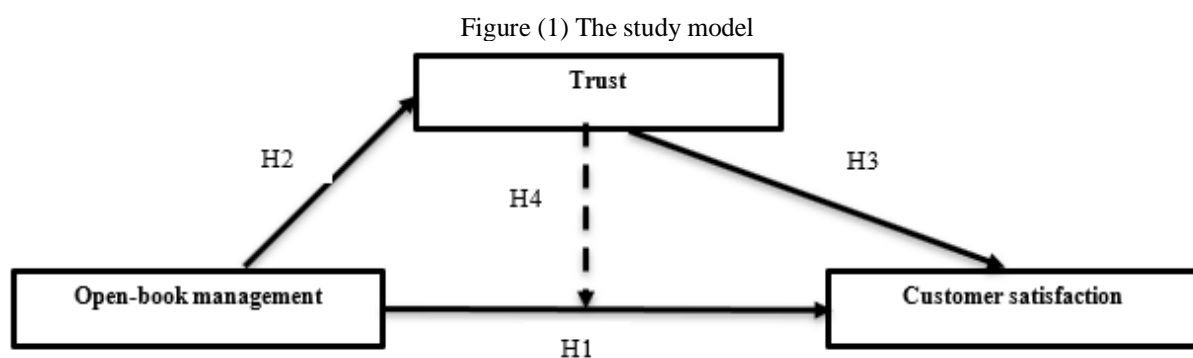 Figure (1) The study model
Trust
H2
H3
H4
Open-book management
Customer satisfaction
H1